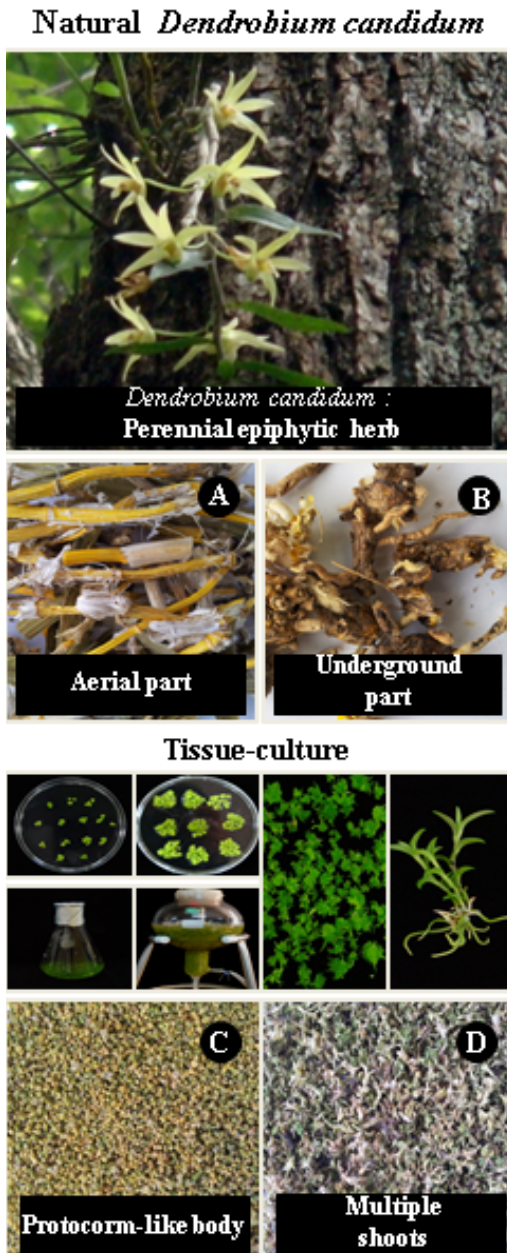 Natural Dendrobium candidum
Dendrobium candidum :
Perennial epiphytic herb
A
B
Aerial part
Underground
part
Tissue-culture
C
D
Protocorm-like body
Multiple
shoots